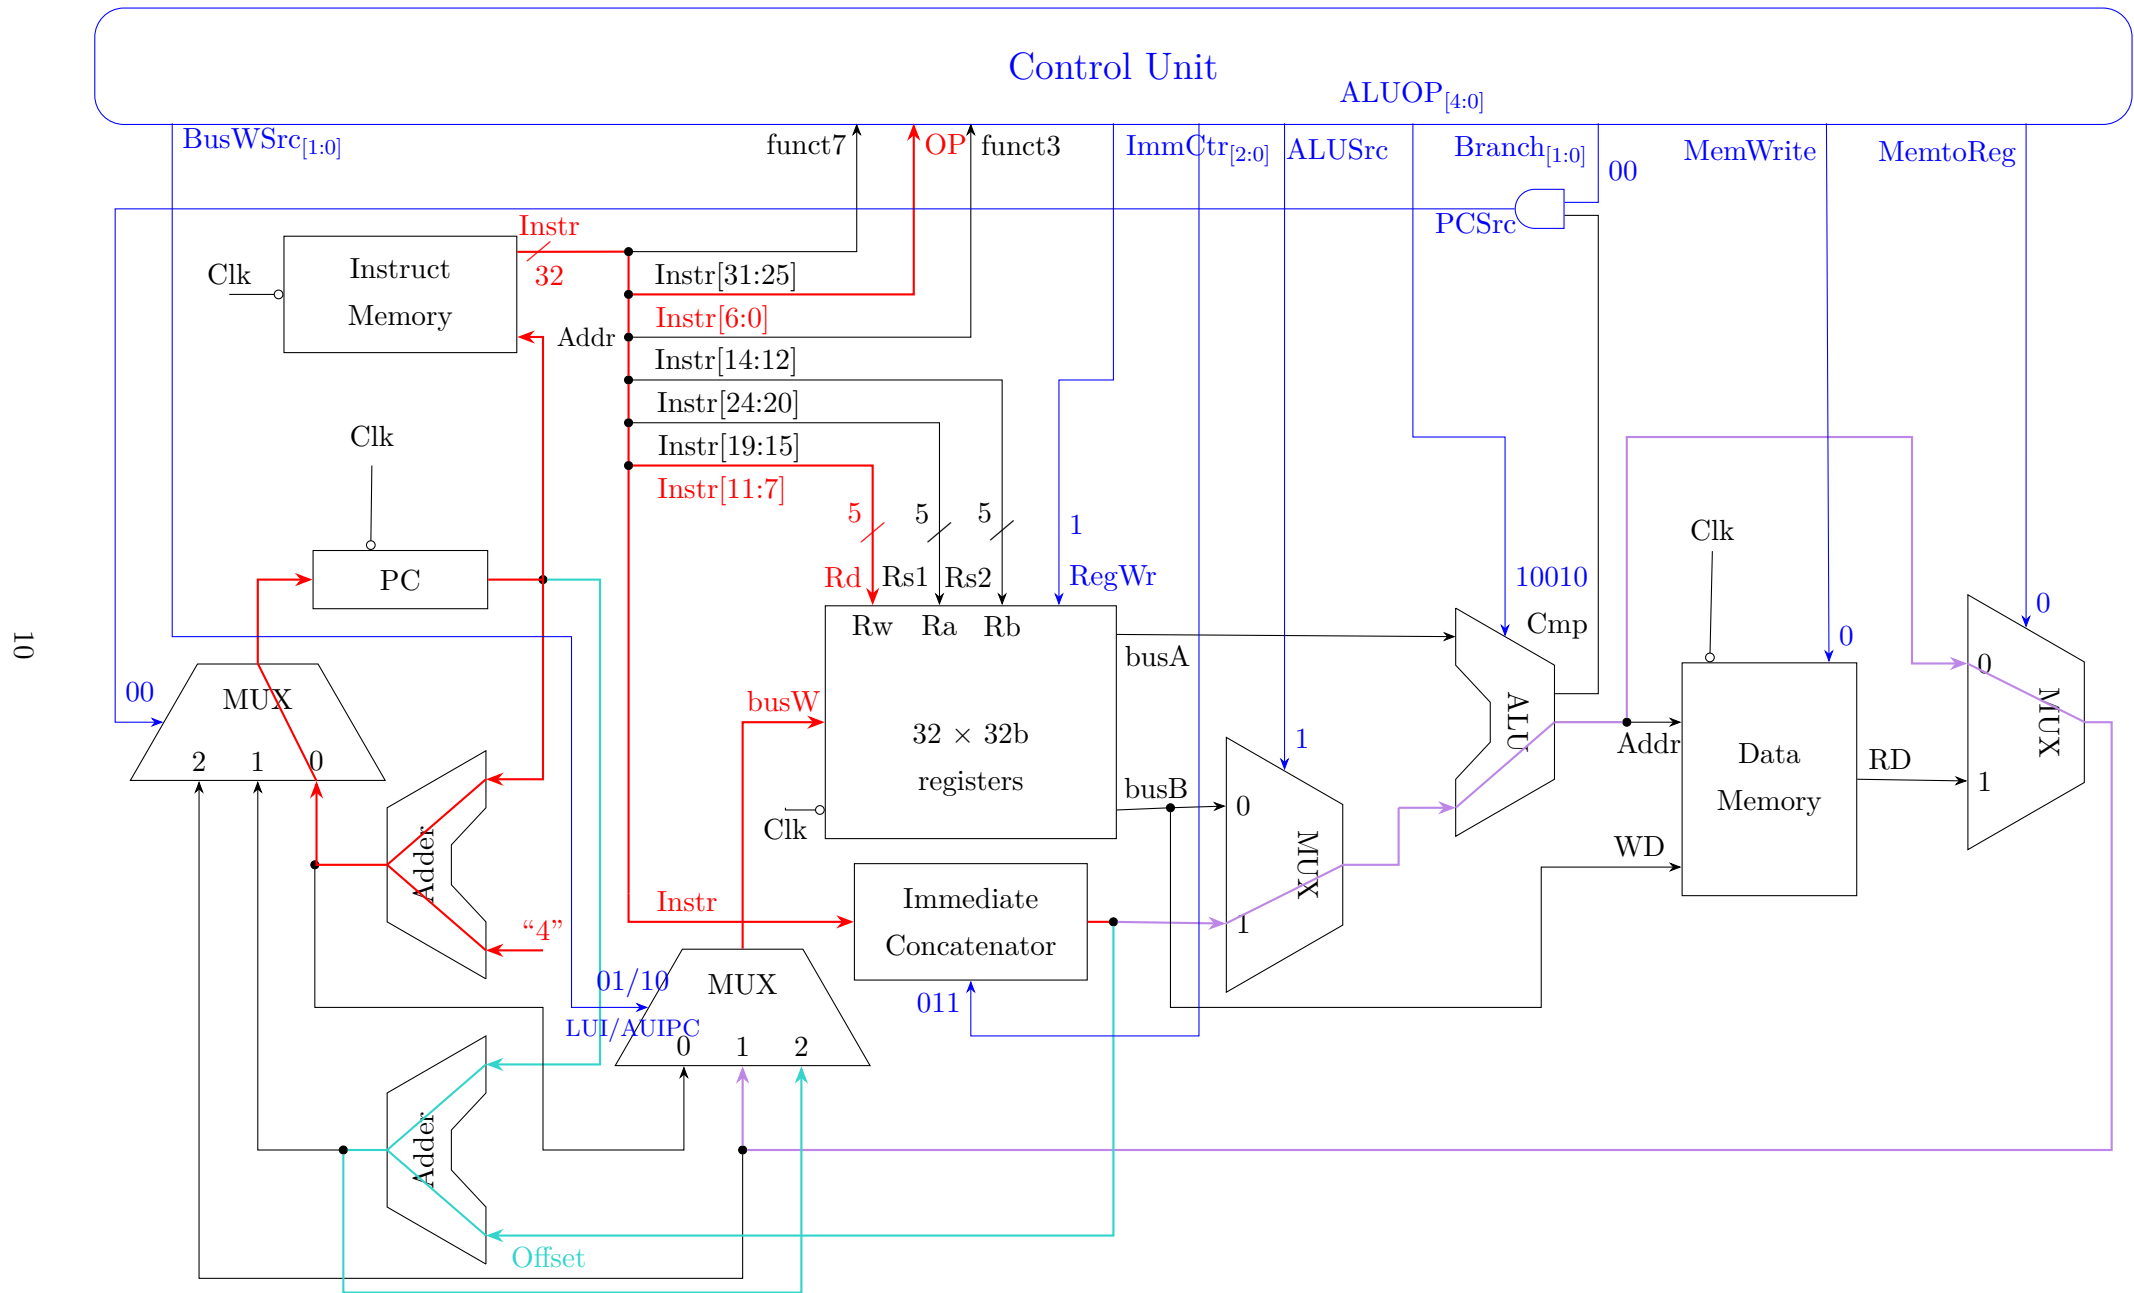 Control Unit
ALUOP[4:0]
BusWSrc[1:0]
funct7
OP
funct3
ImmCtr[2:0]
ALUSrc
Branch[1:0]
MemWrite
MemtoReg
00
PCSrc
Instr
32
Clk
Instruct
Memory
Addr
Instr[31:25]
Instr[6:0]
Instr[14:12]
Instr[24:20]
Instr[19:15]
Instr[11:7]
Clk
PC
5
5
5
1
Rd
Rs1
Rs2
RegWr
10010
Clk
0
0
Rw
Ra
Rb
Cmp
busA
10
00
MUX
2
1
0
busW
32 × 32b
registers
ALU
Addr
Data
Memory
RD
0
MUX
1
Clk
busB
1
0
MUX
1
WD
Adder
“4”
Instr
Immediate
Concatenator
01/10
LUI/AUIPC
MUX
0
1
2
011
Adder
Offset